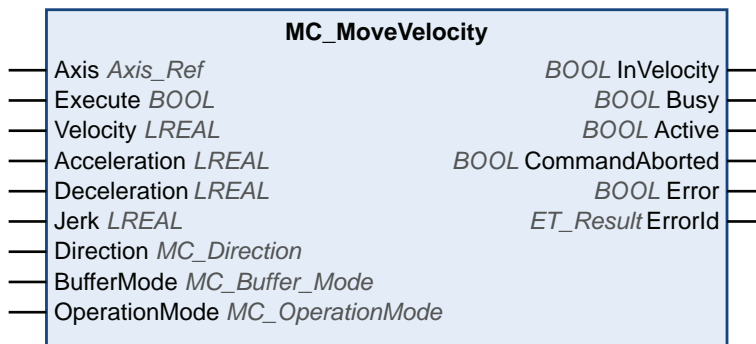 MC_MoveVelocity
Axis Axis_Ref BOOL InVelocity
Execute BOOL BOOL Busy
Velocity LREAL BOOL Active
Acceleration LREAL BOOL CommandAborted
Deceleration LREAL BOOL Error
Jerk LREAL ET_Result ErrorId
Direction MC_Direction
BufferMode MC_Buffer_Mode
OperationMode MC_OperationMode